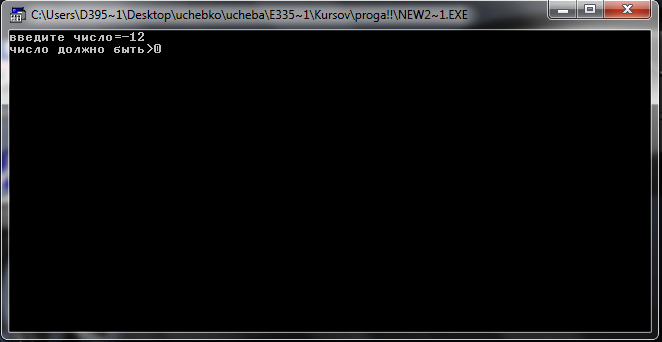 C:\Users\D395~1\Desktop\uchebko\ucheba\E335~1\Kursov\proga!!\NEW2~1.EXE
введите число=-12
число должно быть>0